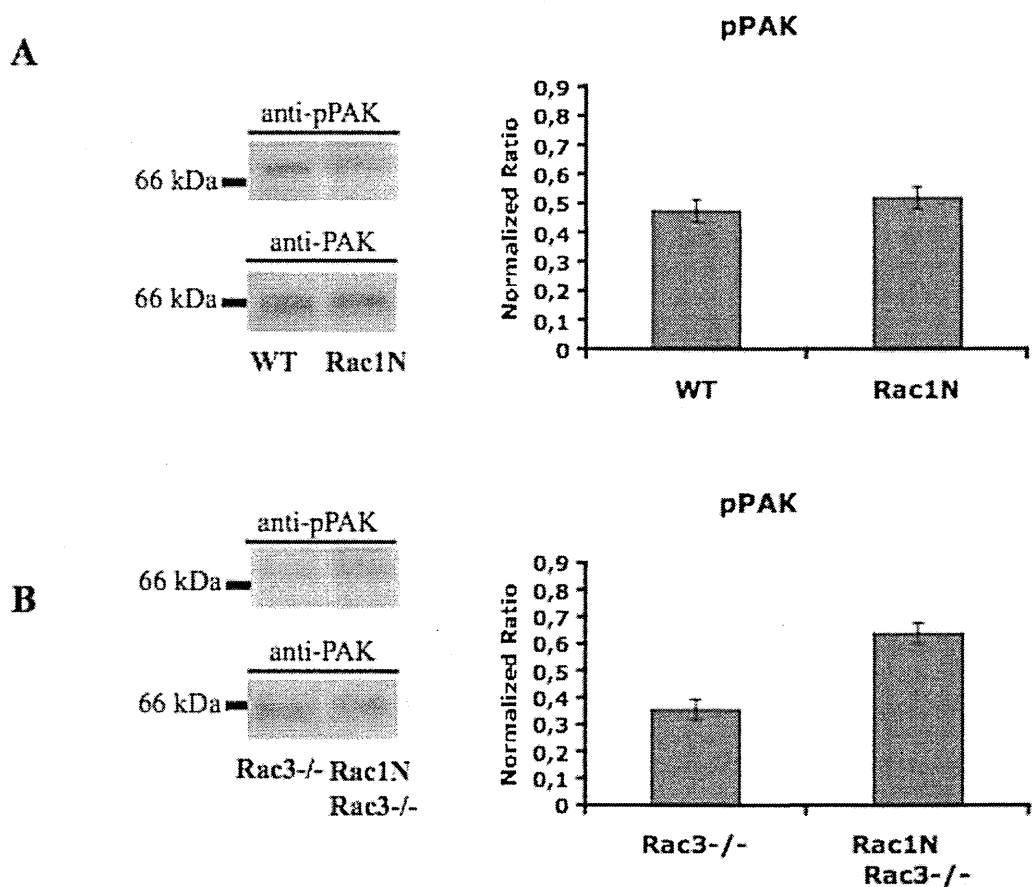 A
anti-pPAK
66 kDa
anti-PAK
66 kDa
WT Rac1N
pPAK
Normalized Ratio
0,9
0,8
0,7
0,6
0,5
0,4
0,3
0,2
0,1
0
WT Rac1N
B
anti-pPAK
66 kDa
anti-PAK
66 kDa
Rac3-/- Rac1N
Rac3-/-
pPAK
Normalized Ratio
0,9
0,8
0,7
0,6
0,5
0,4
0,3
0,2
0,1
0
Rac3-/- Rac1N
Rac3-/-